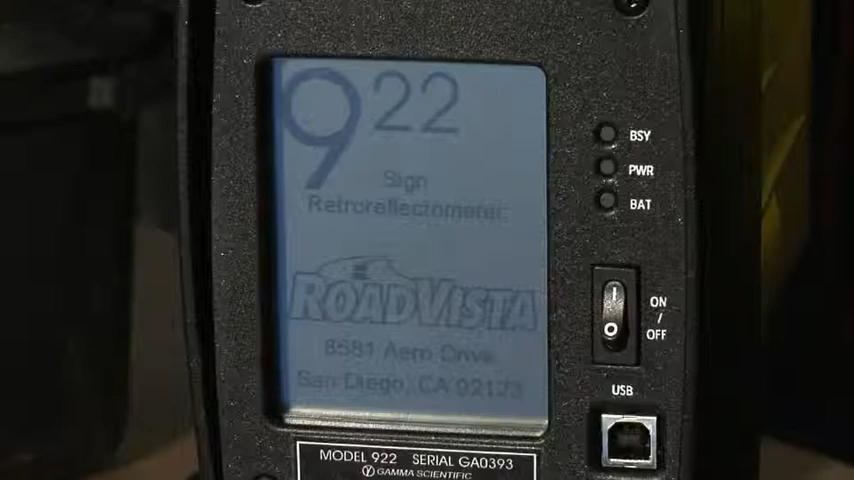 922
Sign
Retroreflectometer
ROADVISTA
8581 Aero Drive
San Diego, CA 92123
BSY
PWR
BAT
I
O
ON
/
OFF
USB
MODEL 922 SERIAL GA0393
GAMMA SCIENTIFIC